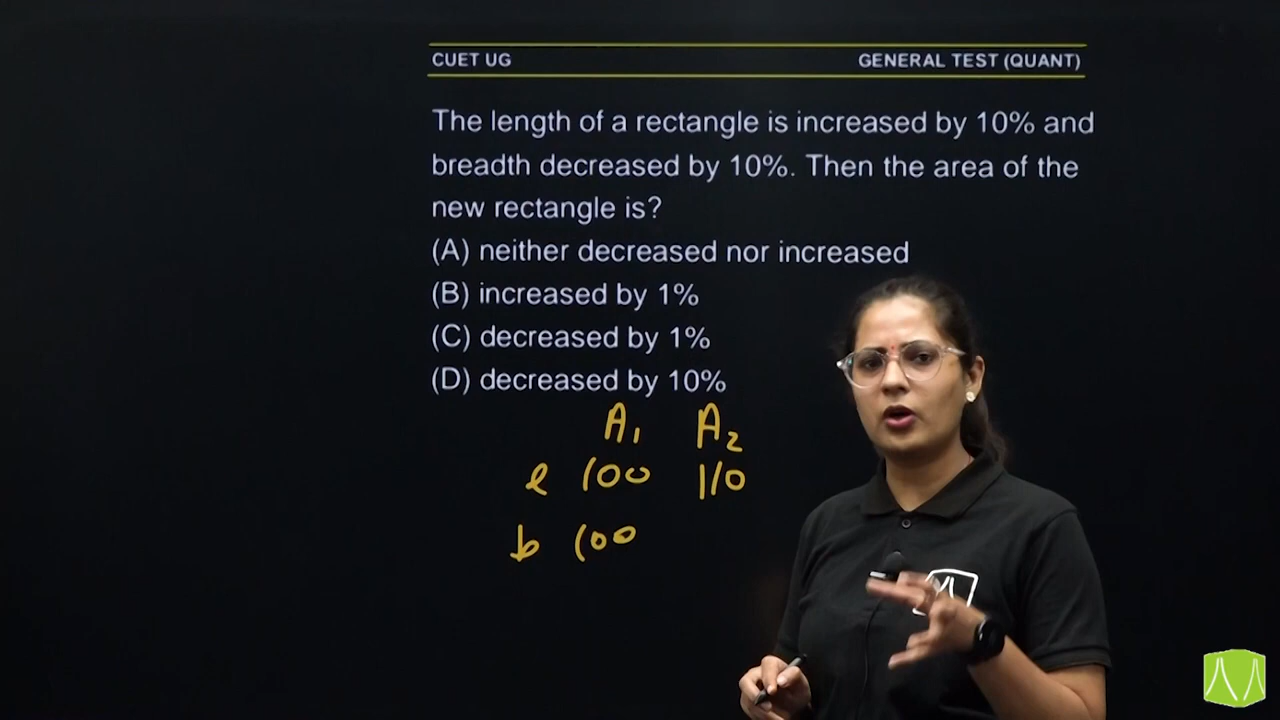 CUET UG GENERAL TEST (QUANT)
The length of a rectangle is increased by 10% and
breadth decreased by 10%. Then the area of the
new rectangle is?
(A) neither decreased nor increased
(B) increased by 1%
(C) decreased by 1%
(D) decreased by 10%
A₁ A₂
l 100 110
b 100